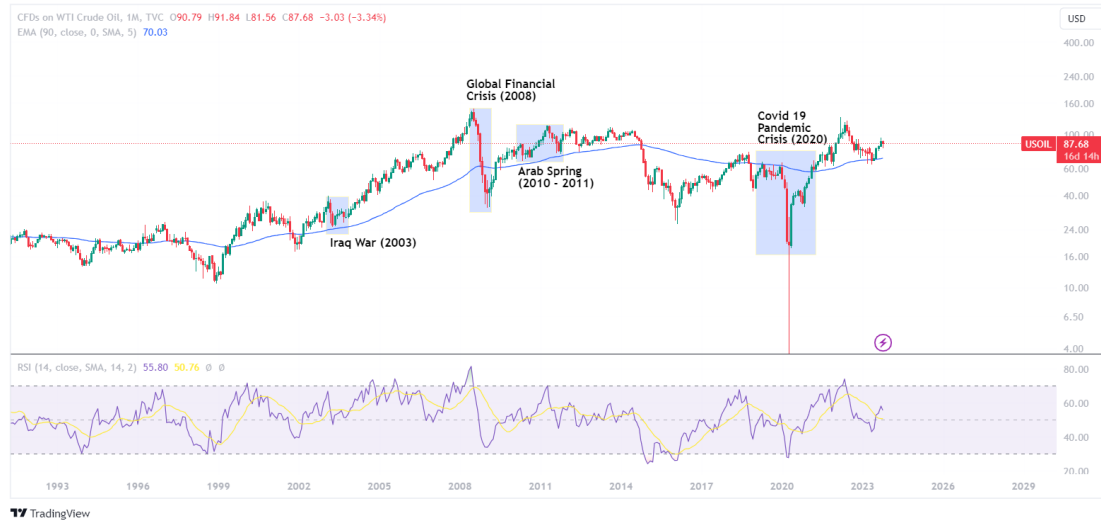 CFDs on WTI Crude Oil, 1M, TVC O90.79 H91.84 L81.56 C87.68 −3.03 (−3.34%)
EMA (90, close, 0, SMA, 5) 70.03
USD
400.00
240.00
160.00
100.00
USOIL 87.68
16d 14h
60.00
40.00
24.00
16.00
10.00
6.50
4.00
Global Financial
Crisis (2008)
Covid 19
Pandemic
Crisis (2020)
Arab Spring
(2010 - 2011)
Iraq War (2003)
RSI (14, close, SMA, 14, 2) 55.80 50.76 Ø Ø
80.00
60.00
40.00
20.00
1993 1996 1999 2002 2005 2008 2011 2014 2017 2020 2023 2026 2029
TradingView